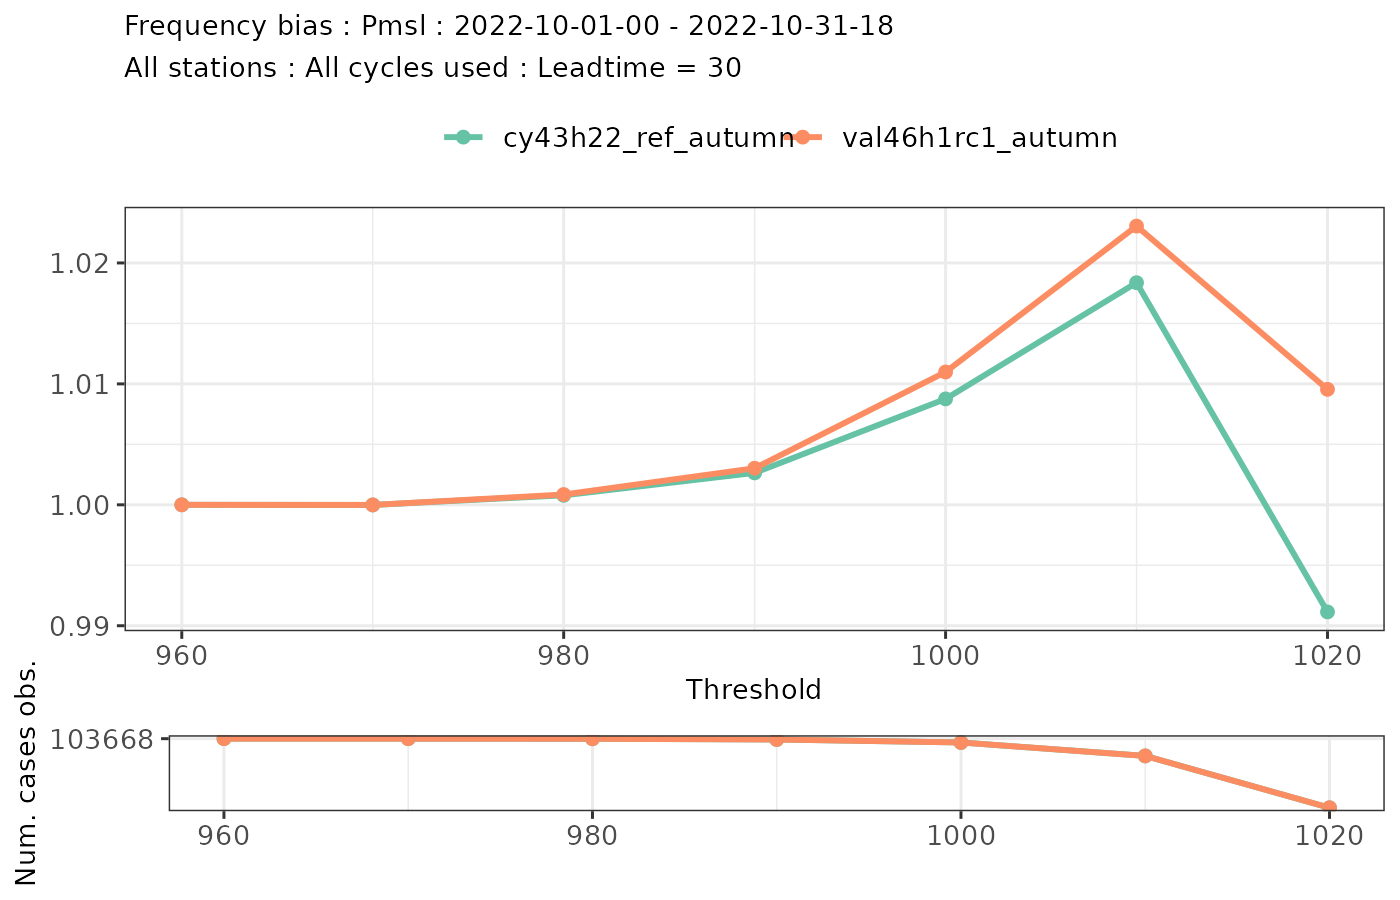 Frequency bias : Pmsl : 2022-10-01-00 - 2022-10-31-18
All stations : All cycles used : Leadtime = 30
cy43h22_ref_autumn val46h1rc1_autumn
1.02
1.01
1.00
0.99
960 980 1000 1020
Threshold
Num. cases obs.
103668
960 980 1000 1020